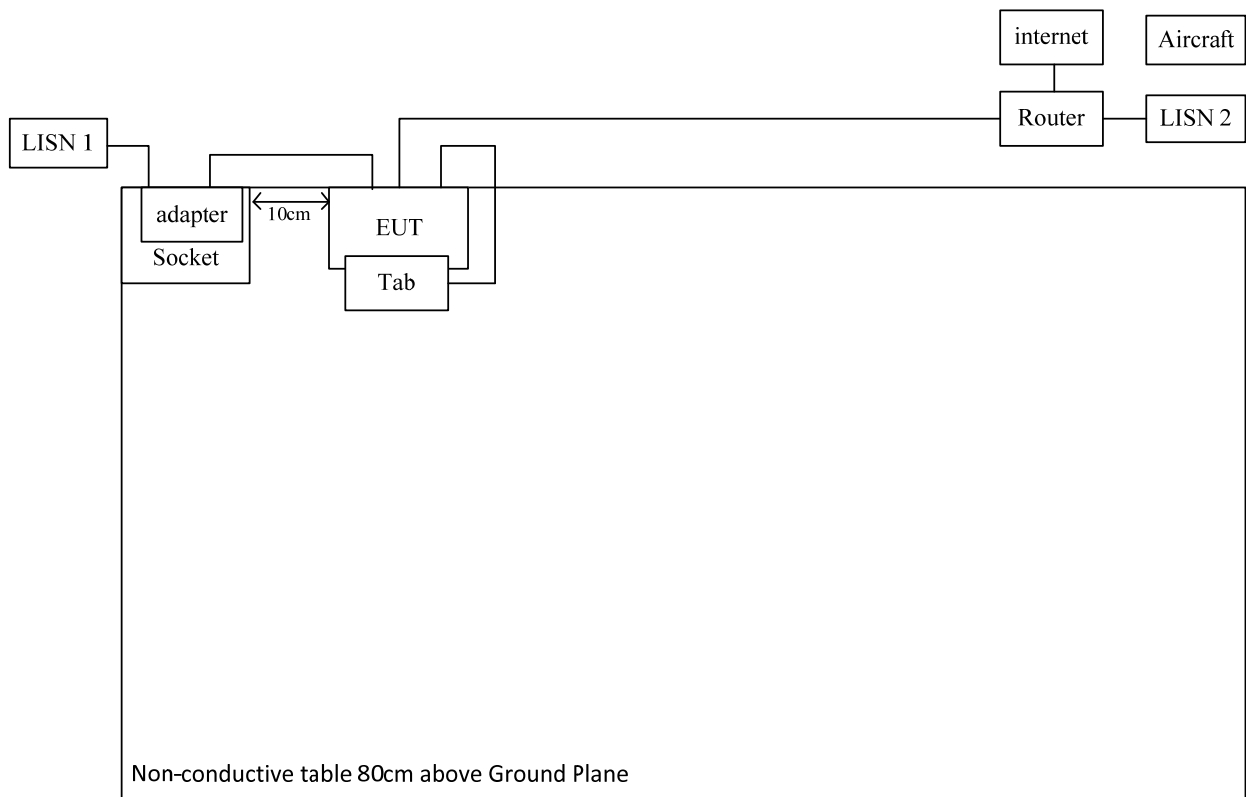 internet
Aircraft
Router
LISN 2
LISN 1
adapter
10cm
EUT
Socket
Tab
Non-conductive table 80cm above Ground Plane